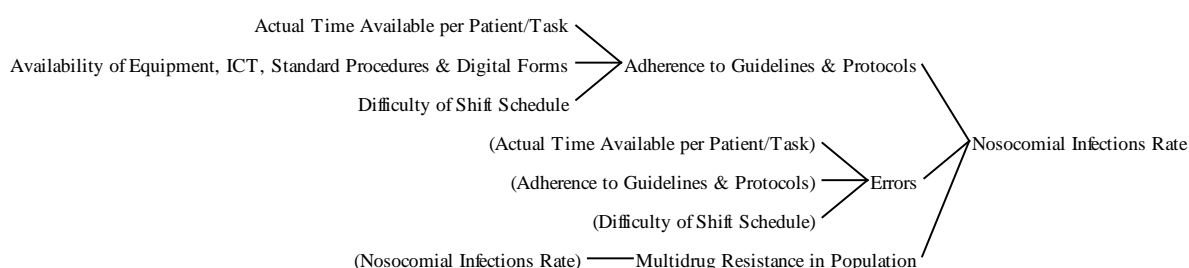 Actual Time Available per Patient/Task
Availability of Equipment, ICT, Standard Procedures & Digital Forms
Adherence to Guidelines & Protocols
Difficulty of Shift Schedule
(Actual Time Available per Patient/Task)
Nosocomial Infections Rate
(Adherence to Guidelines & Protocols)
Errors
(Difficulty of Shift Schedule)
(Nosocomial Infections Rate)
Multidrug Resistance in Population